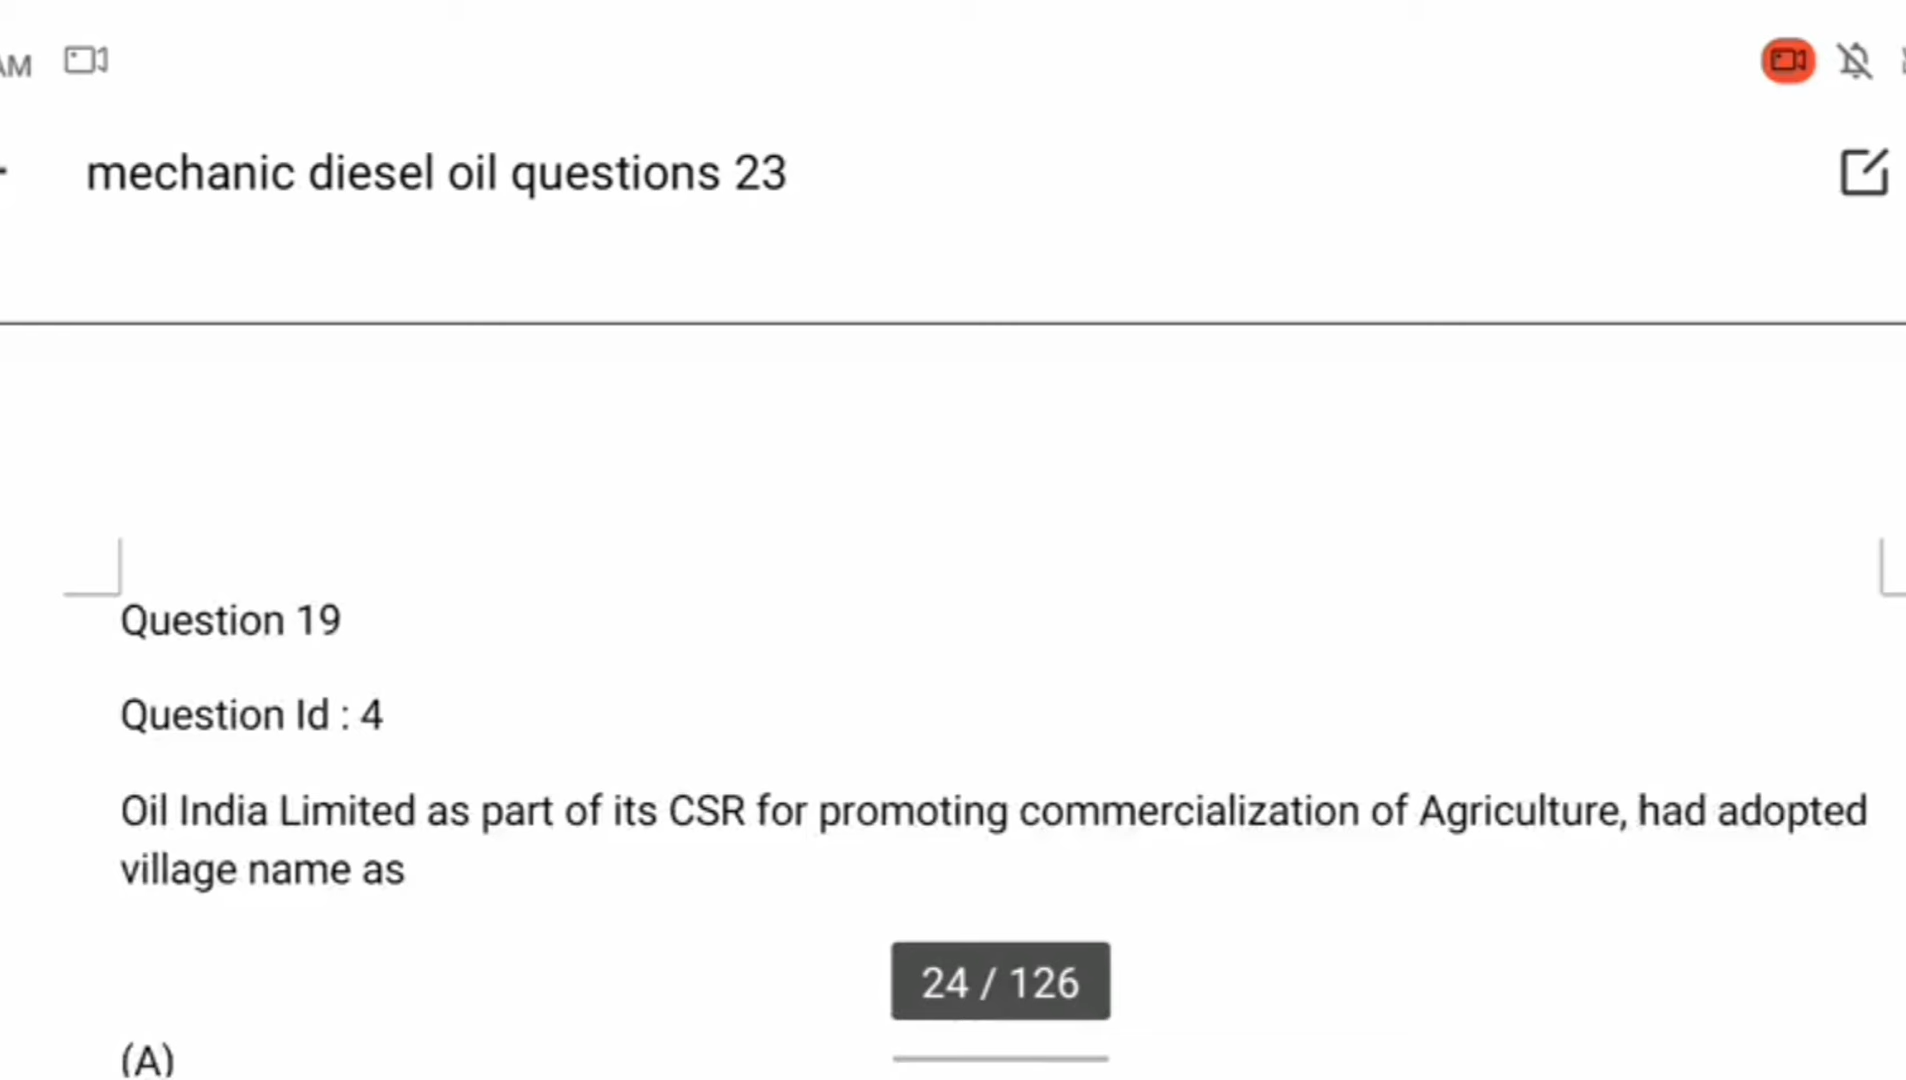 AM
mechanic diesel oil questions 23
Question 19
Question Id : 4
Oil India Limited as part of its CSR for promoting commercialization of Agriculture, had adopted
village name as
24 / 126
(A)